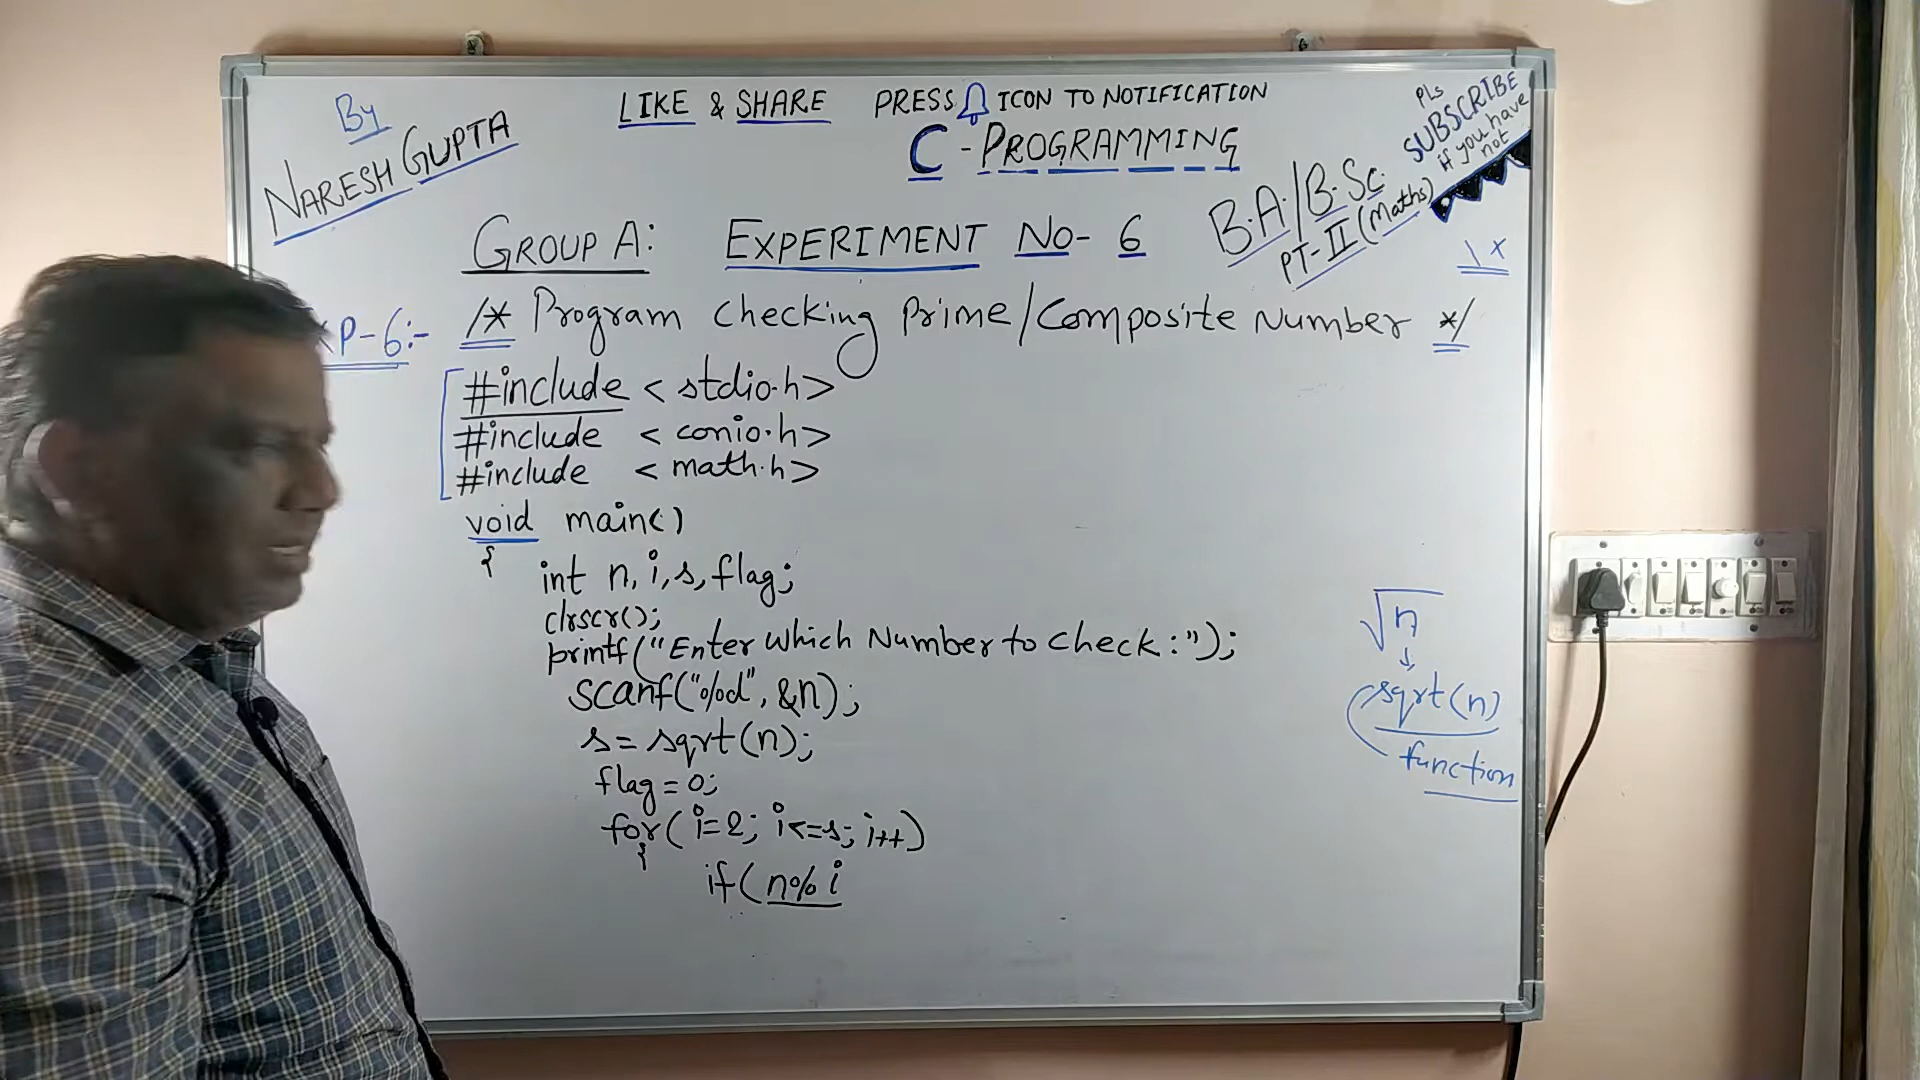 By
NARESH GUPTA
LIKE & SHARE PRESS ICON TO NOTIFICATION
C - PROGRAMMING
PLS
SUBSCRIBE
if you have
not
B.A./B.Sc.
PT-II (Maths)
GROUP A: EXPERIMENT NO- 6
\*
P-6:- /* Program Checking Prime/Composite Number */
#include < stdio.h>
#include < conio.h>
#include < math.h>
void main()
{
int n, i, s, flag;
clrscr();
printf("Enter Which Number to Check :");
scanf("%d", &n);
s = sqrt(n);
flag = 0;
for( i=2; i<=s; i++)
{
if( n% i
√n
↓
sqrt(n)
function